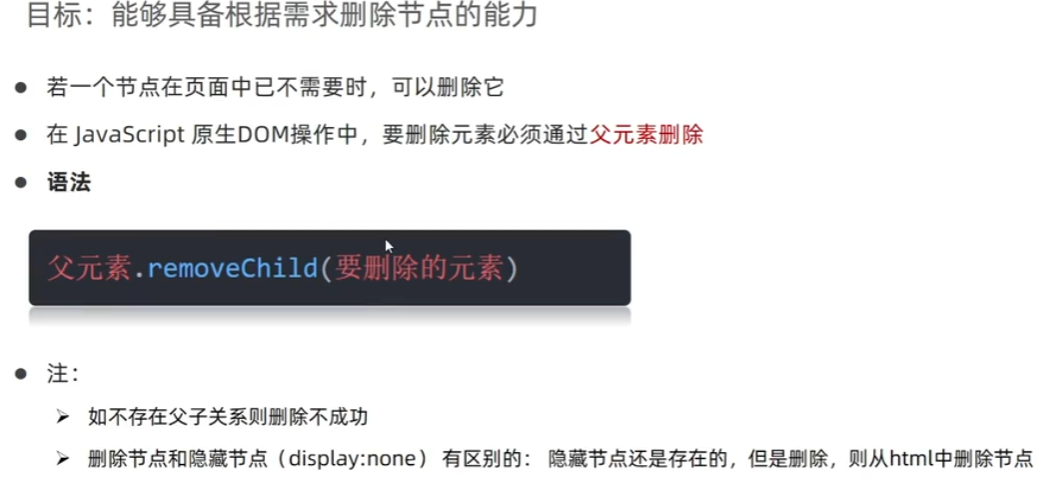 目标：能够具备根据需求删除节点的能力
● 若一个节点在页面中已不需要时，可以删除它
● 在 JavaScript 原生DOM操作中，要删除元素必须通过父元素删除
● 语法
父元素.removeChild(要删除的元素)
● 注：
➢ 如不存在父子关系则删除不成功
➢ 删除节点和隐藏节点（display:none） 有区别的： 隐藏节点还是存在的，但是删除，则从html中删除节点